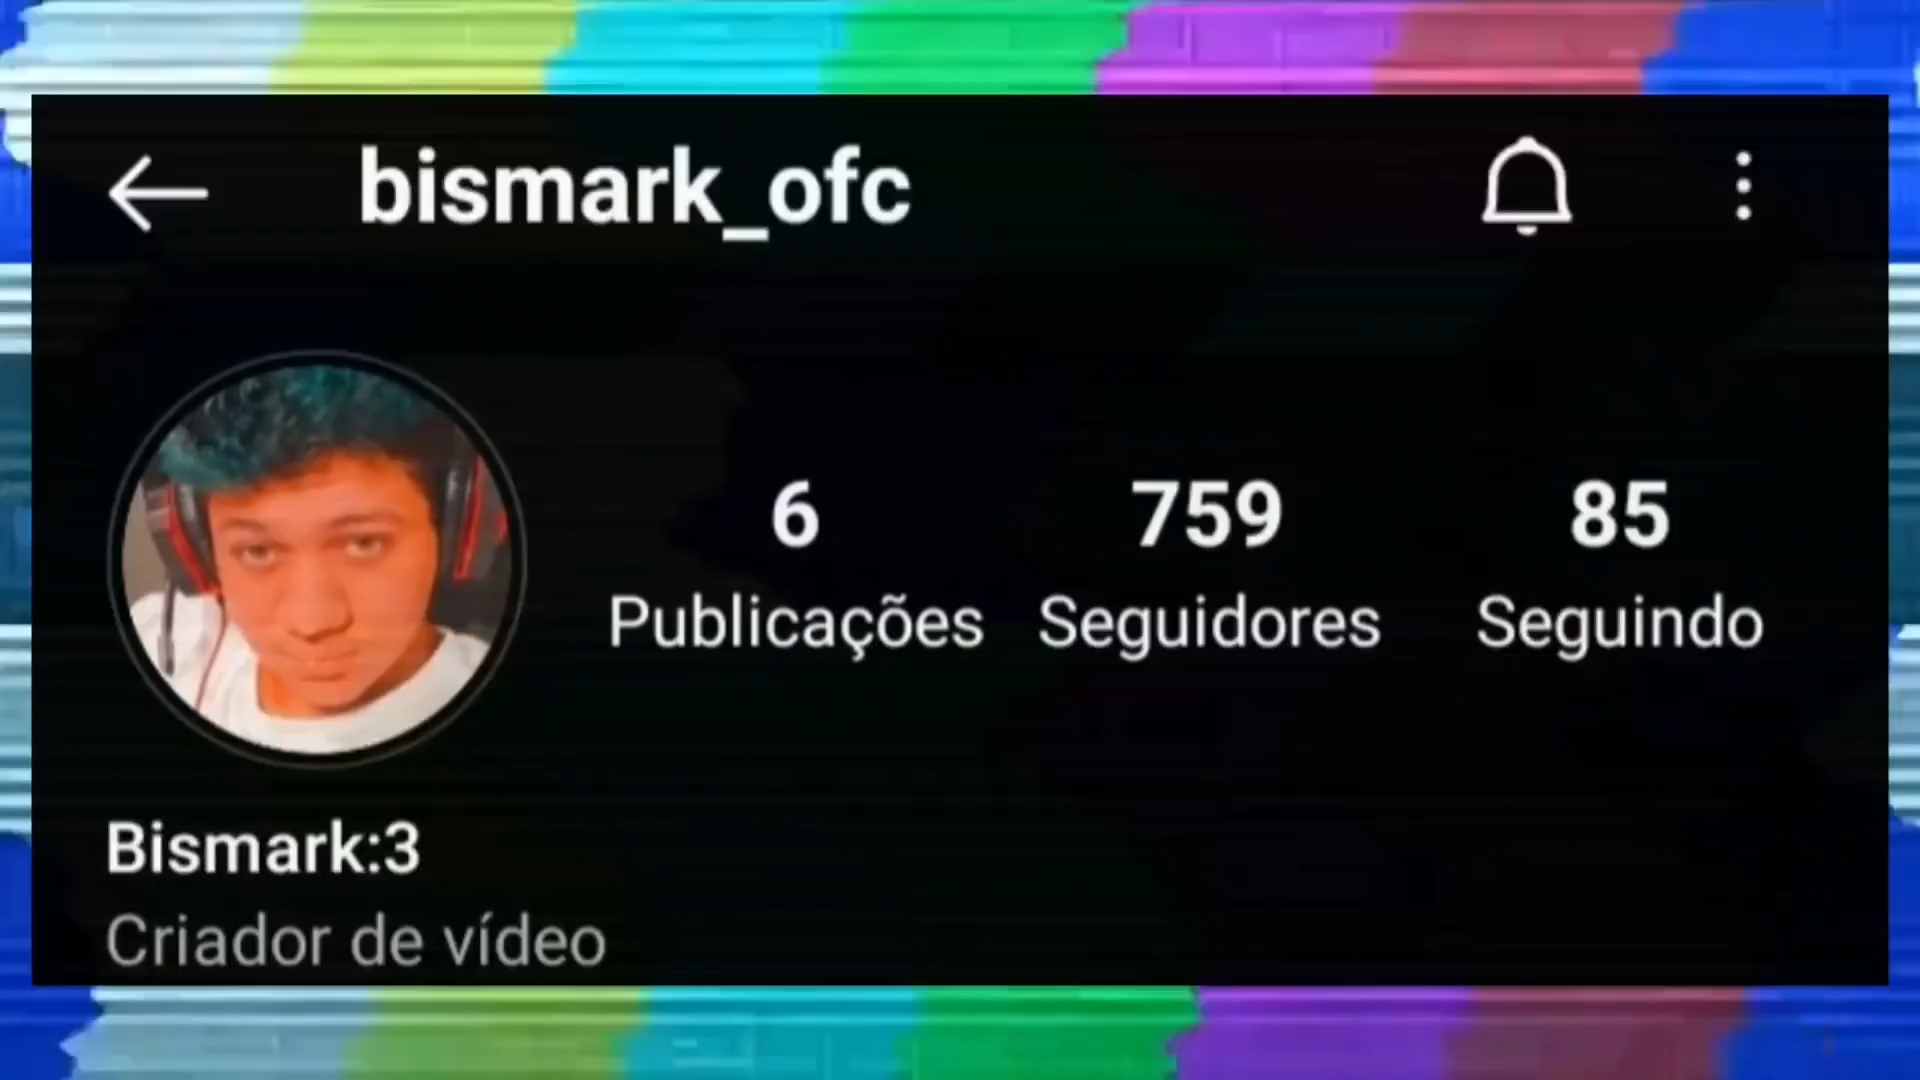 bismark_ofc
6 759 85
Publicações Seguidores Seguindo
Bismark:3
Criador de vídeo